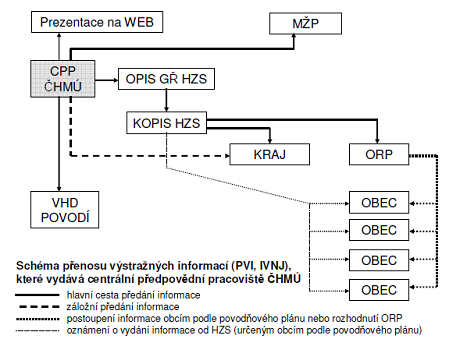 Prezentace na WEB
MŽP
CPP
ČHMÚ
OPIS GŘ HZS
KOPIS HZS
KRAJ
ORP
VHD
POVODÍ
OBEC
OBEC
OBEC
OBEC
Schéma přenosu výstražných informací (PVI, IVNJ),
které vydává centrální předpovědní pracoviště ČHMÚ
hlavní cesta předání informace
záložní předání informace
postoupení informace obcím podle povodňového plánu nebo rozhodnutí ORP
oznámení o vydání informace od HZS (určeným obcím podle povodňového plánu)